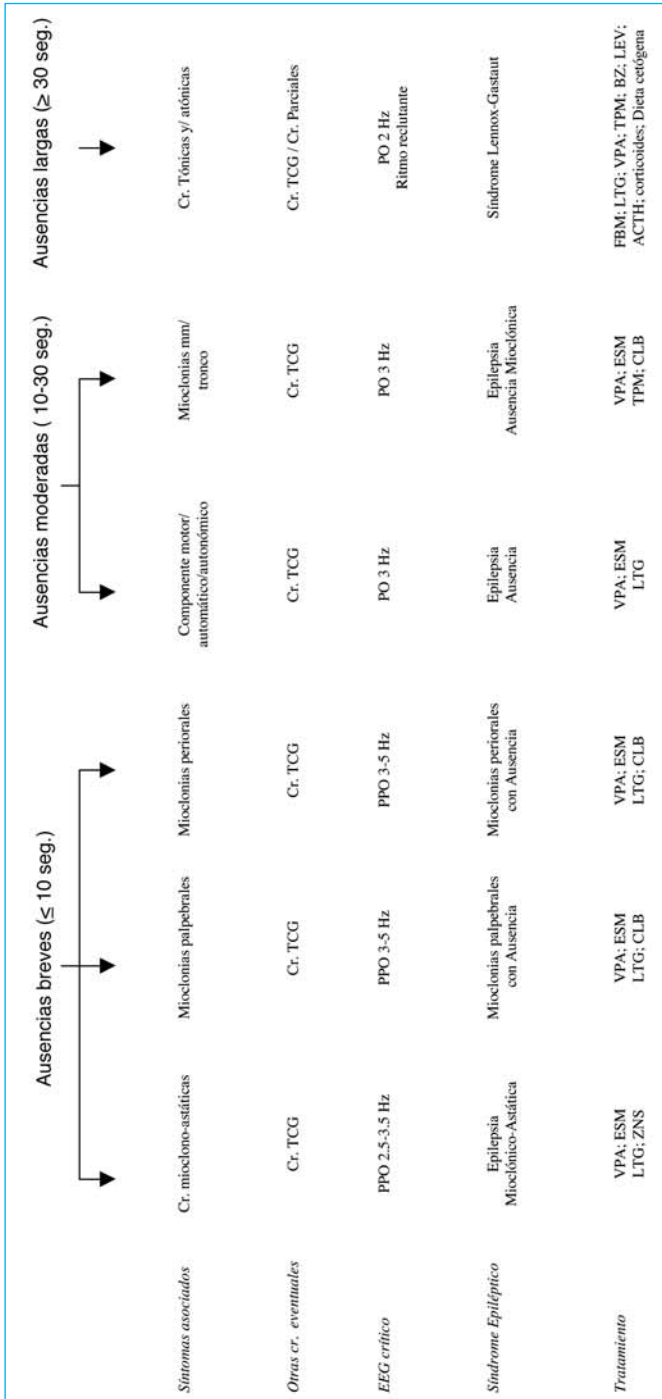 Ausencias breves (≤ 10 seg.)
Ausencias moderadas ( 10-30 seg.)
Ausencias largas (≥ 30 seg.)
Síntomas asociados
Cr. mioclono-astáticas
Mioclonias palpebrales
Mioclonias periorales
Componente motor/
automático/autonómico
Mioclonias mm/
tronco
Cr. Tónicas y/ atónicas
Otras cr. eventuales
Cr. TCG
Cr. TCG
Cr. TCG
Cr. TCG
Cr. TCG
Cr. TCG / Cr. Parciales
EEG crítico
PPO 2.5-3.5 Hz
PPO 3-5 Hz
PPO 3-5 Hz
PO 3 Hz
PO 3 Hz
PO 2 Hz
Ritmo reclutante
Síndrome Epiléptico
Epilepsia
Mioclónico-Astática
Mioclonias palpebrales
con Ausencia
Mioclonias periorales
con Ausencia
Epilepsia
Ausencia
Epilepsia
Ausencia Mioclónica
Síndrome Lennox-Gastaut
Tratamiento
VPA; ESM
LTG; ZNS
VPA; ESM
LTG; CLB
VPA; ESM
LTG; CLB
VPA; ESM
LTG
VPA; ESM
TPM; CLB
FBM; LTG; VPA; TPM; BZ; LEV;
ACTH; corticoides; Dieta cetógena